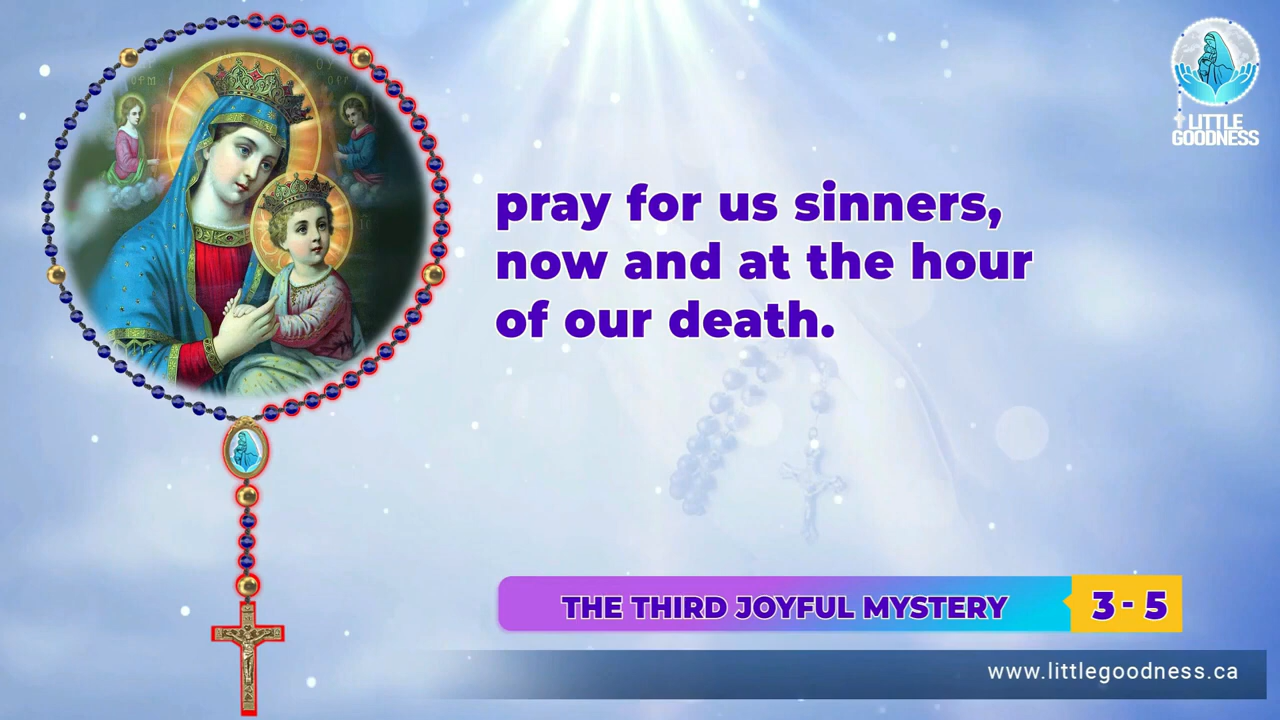 pray for us sinners,
now and at the hour
of our death.
THE THIRD JOYFUL MYSTERY
3 - 5
www.littlegoodness.ca
LITTLE
GOODNESS